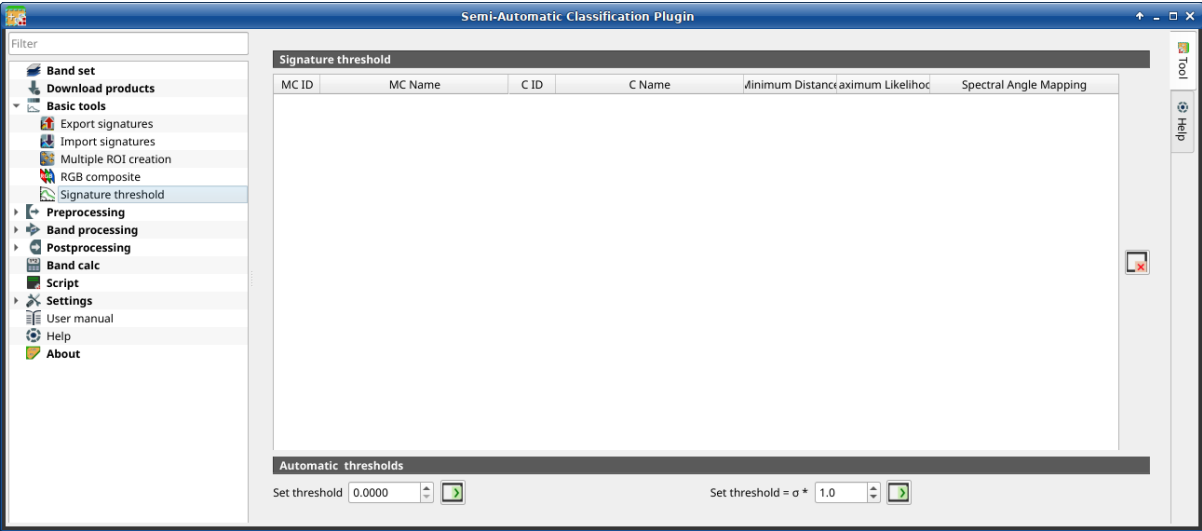 Semi-Automatic Classification Plugin
Filter
Band set
Download products
Basic tools
Export signatures
Import signatures
Multiple ROI creation
RGB composite
Signature threshold
Preprocessing
Band processing
Postprocessing
Band calc
Script
Settings
User manual
Help
About
Signature threshold
MC ID MC Name C ID C Name Minimum Distance aximum Likelihoo Spectral Angle Mapping
Automatic thresholds
Set threshold 0.0000 Set threshold = σ * 1.0
Tool
Help